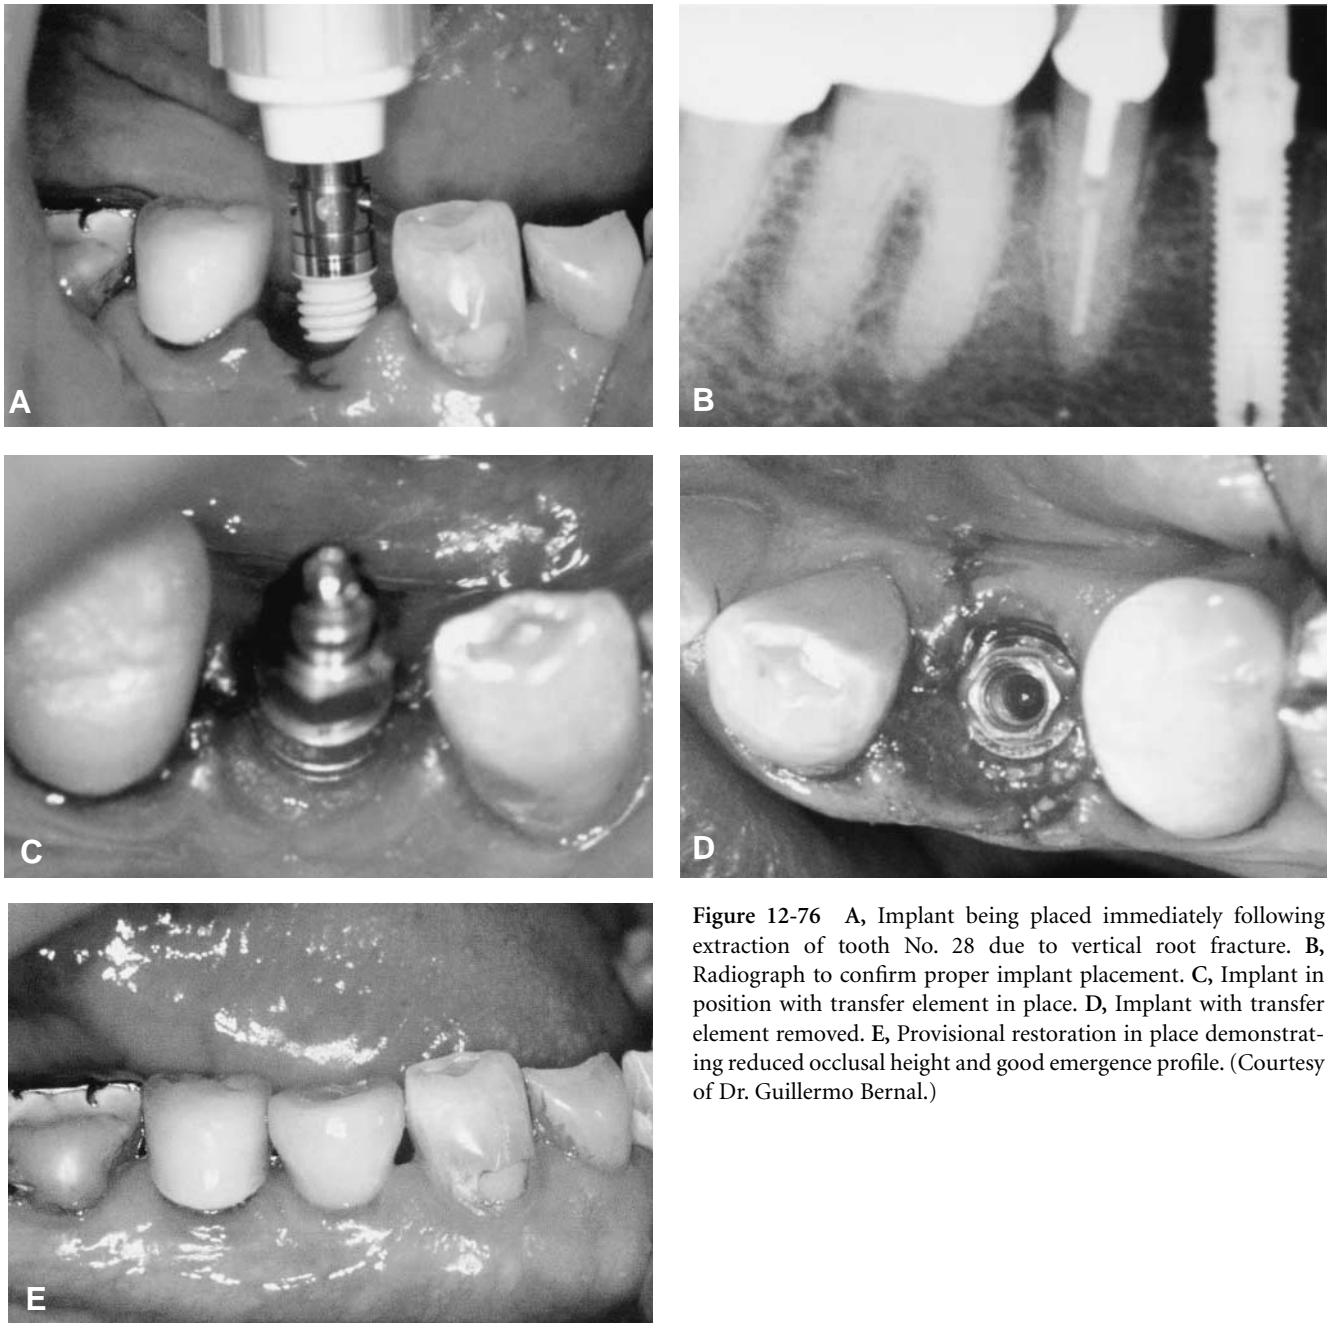 A
B
C
D
E
Figure 12-76 A, Implant being placed immediately following
extraction of tooth No. 28 due to vertical root fracture. B,
Radiograph to confirm proper implant placement. C, Implant in
position with transfer element in place. D, Implant with transfer
element removed. E, Provisional restoration in place demonstrat-
ing reduced occlusal height and good emergence profile. (Courtesy
of Dr. Guillermo Bernal.)